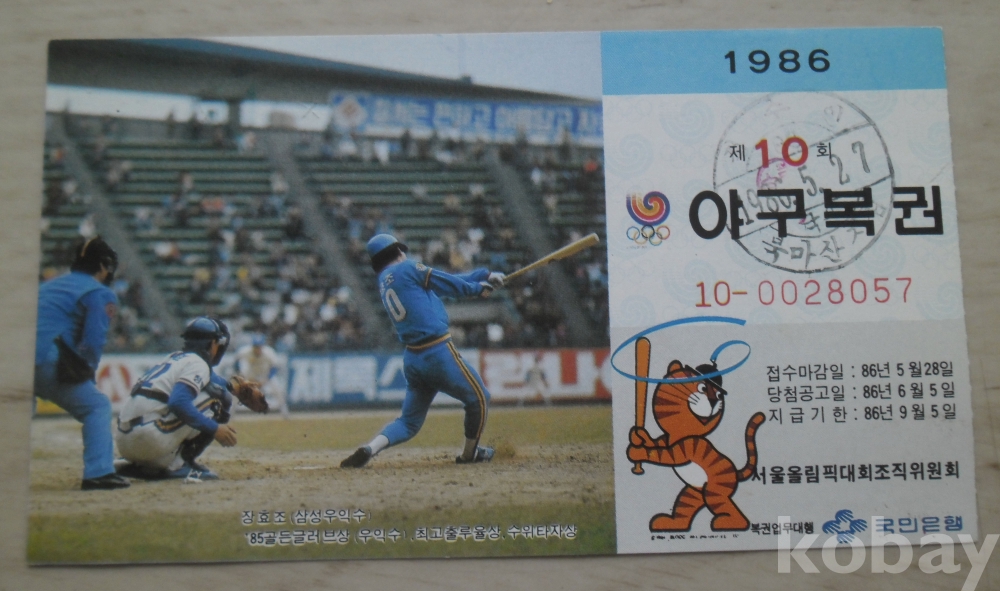 1986
제 10 회
야구복권
10-0028057
접수마감일 : 86년 5월28일
당첨공고일 : 86년 6월 5일
지급기한 : 86년 9월 5일
서울올림픽대회조직위원회
복권업무대행 국민은행
장효조 (삼성우익수)
'85골든글러브상 (우익수), 최고출루율상, 수위타자상
제특스
마산
kobay